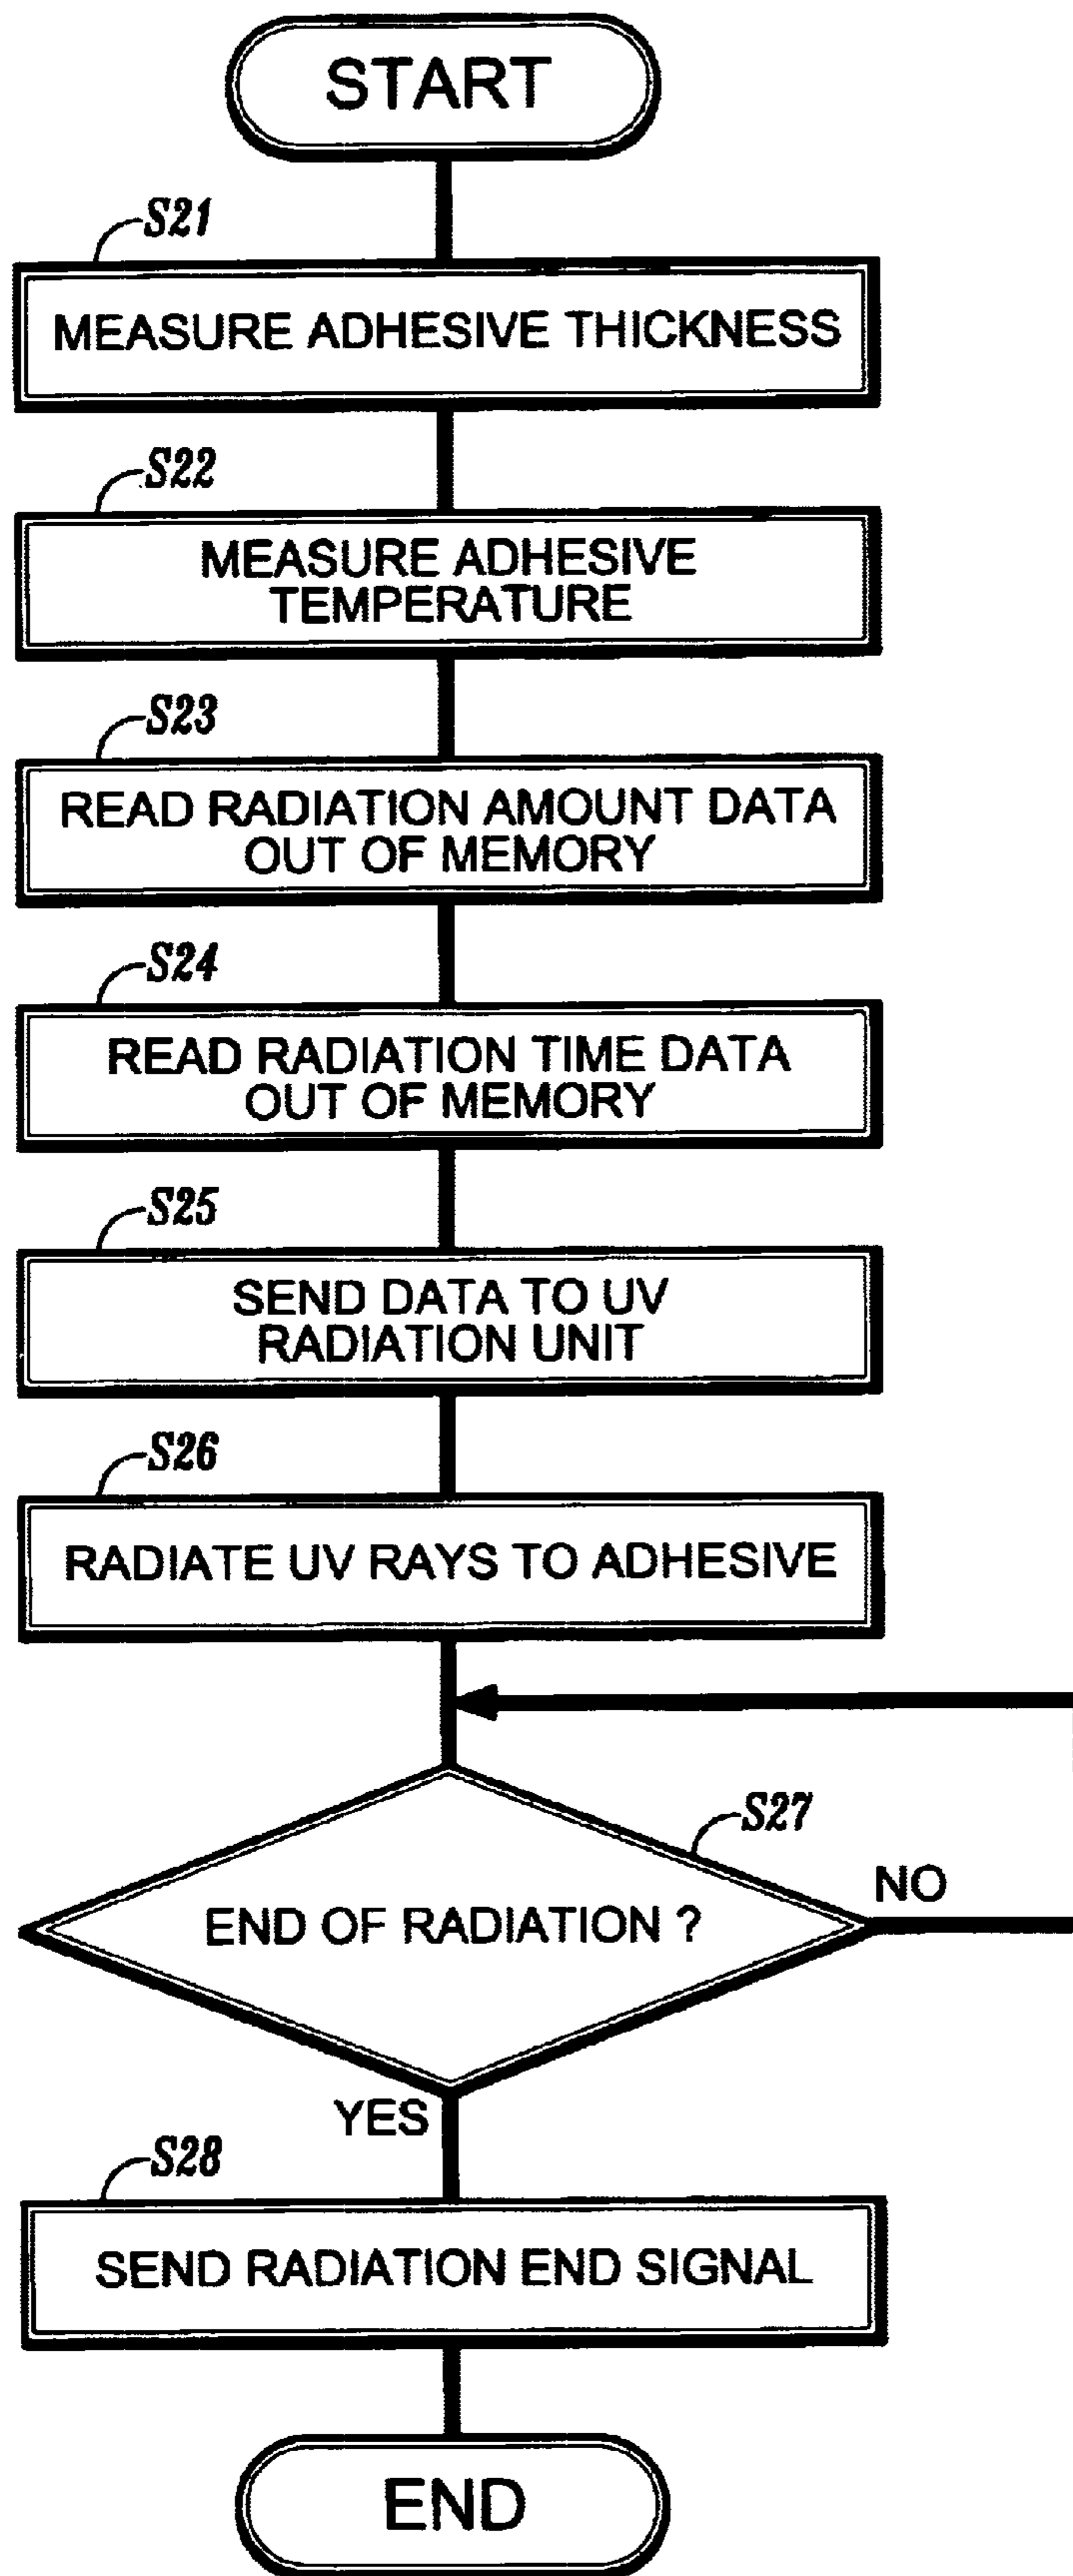 START
S21
MEASURE ADHESIVE THICKNESS
S22
MEASURE ADHESIVE
TEMPERATURE
S23
READ RADIATION AMOUNT DATA
OUT OF MEMORY
S24
READ RADIATION TIME DATA
OUT OF MEMORY
S25
SEND DATA TO UV
RADIATION UNIT
S26
RADIATE UV RAYS TO ADHESIVE
S27
NO
END OF RADIATION ?
YES
S28
SEND RADIATION END SIGNAL
END